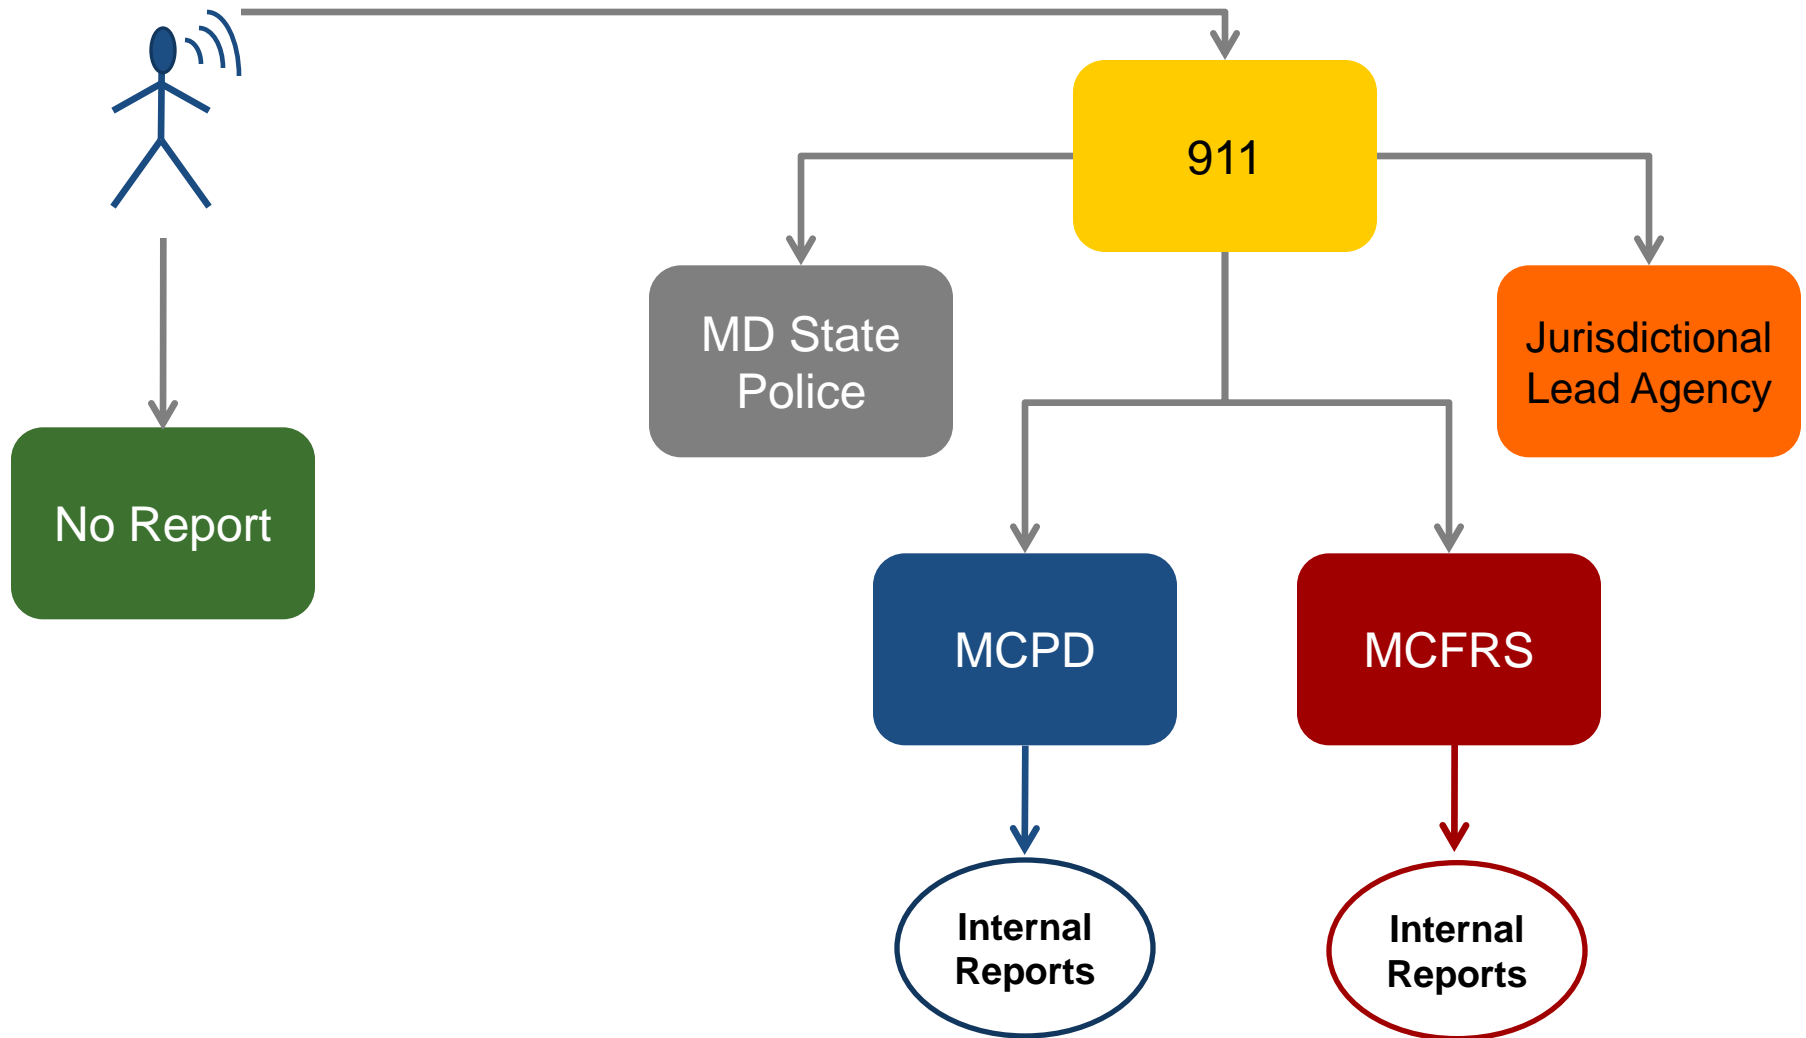 911
MD State
Police
Jurisdictional
Lead Agency
No Report
MCPD
MCFRS
Internal
Reports
Internal
Reports